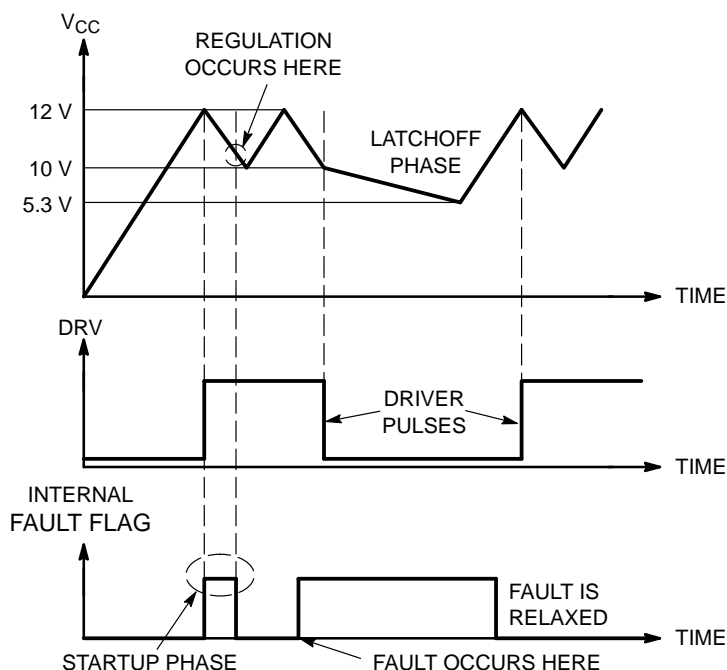 VCC
REGULATION
OCCURS HERE
12 V
LATCHOFF
PHASE
10 V
5.3 V
TIME
DRV
DRIVER
PULSES
TIME
INTERNAL
FAULT FLAG
FAULT IS
RELAXED
TIME
STARTUP PHASE
FAULT OCCURS HERE